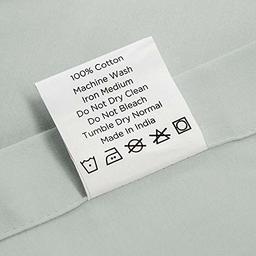 100% Cotton
Machine Wash
Iron Medium
Do Not Dry Clean
Do Not Bleach
Tumble Dry Normal
Made In India